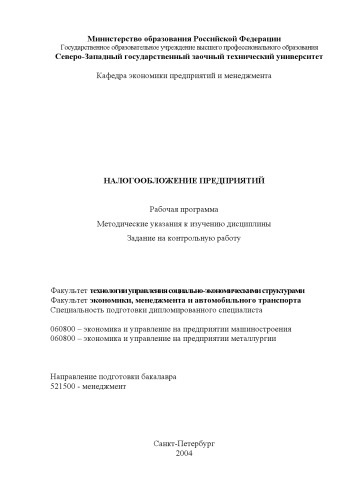 Министерство образования Российской Федерации
Государственное образовательное учреждение высшего профессионального образования
Северо-Западный государственный заочный технический университет
Кафедра экономики предприятий и менеджмента
НАЛОГООБЛОЖЕНИЕ ПРЕДПРИЯТИЙ
Рабочая программа
Методические указания к изучению дисциплины
Задание на контрольную работу
Факультет технологии управления социально-экономическими структурами
Факультет экономики, менеджмента и автомобильного транспорта
Специальность подготовки дипломированного специалиста
060800 – экономика и управление на предприятии машиностроения
060800 – экономика и управление на предприятии металлургии
Направление подготовки бакалавра
521500 - менеджмент
Санкт-Петербург
2004